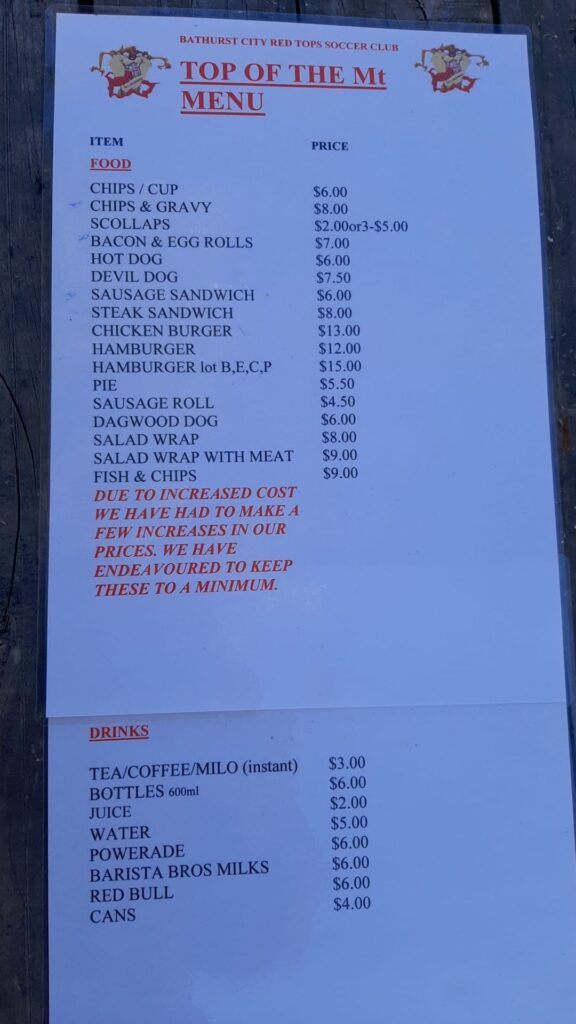 BATHURST CITY RED TOPS SOCCER CLUB
TOP OF THE Mt
MENU
ITEM PRICE
FOOD
CHIPS / CUP $6.00
CHIPS & GRAVY $8.00
SCOLLAPS $2.00or3-$5.00
BACON & EGG ROLLS $7.00
HOT DOG $6.00
DEVIL DOG $7.50
SAUSAGE SANDWICH $6.00
STEAK SANDWICH $8.00
CHICKEN BURGER $13.00
HAMBURGER $12.00
HAMBURGER lot B,E,C,P $15.00
PIE $5.50
SAUSAGE ROLL $4.50
DAGWOOD DOG $6.00
SALAD WRAP $8.00
SALAD WRAP WITH MEAT $9.00
FISH & CHIPS $9.00
DUE TO INCREASED COST
WE HAVE HAD TO MAKE A
FEW INCREASES IN OUR
PRICES. WE HAVE
ENDEAVOURED TO KEEP
THESE TO A MINIMUM.
DRINKS
TEA/COFFEE/MILO (instant) $3.00
BOTTLES 600ml $6.00
JUICE $2.00
WATER $5.00
POWERADE $6.00
BARISTA BROS MILKS $6.00
RED BULL $6.00
CANS $4.00